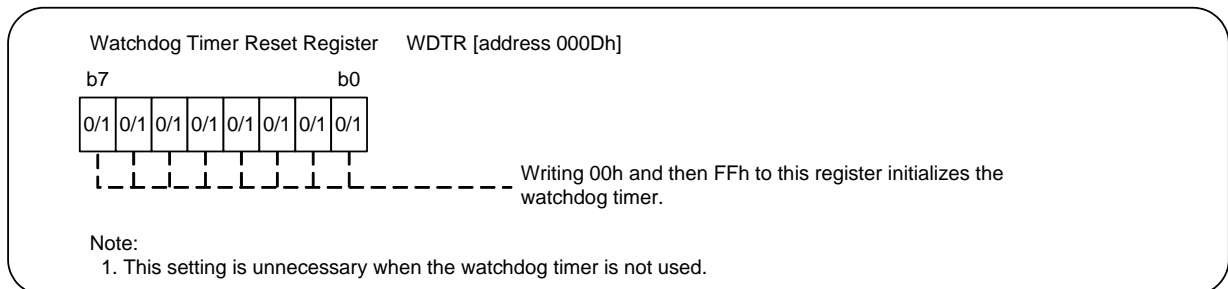 Watchdog Timer Reset Register WDTR [address 000Dh]
b7 b0
0/1 0/1 0/1 0/1 0/1 0/1 0/1 0/1
Writing 00h and then FFh to this register initializes the
watchdog timer.
Note:
1. This setting is unnecessary when the watchdog timer is not used.